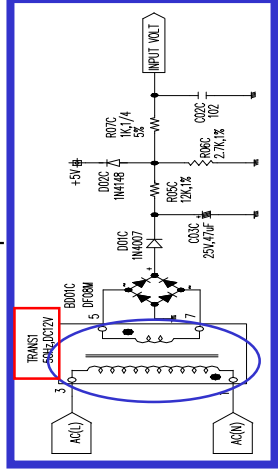 TRANS1
50Hz,DC12V
3
AC(L)
AC(N)
5
7
BD01C
DF08M
+
D01C
1N4007
+5V
D02C
1N4148
R07C
1K,1/4
5%
R05C
12K,1%
R06C
2.7K,1%
C03C
25V,47uf
C02C
102
INPUT VOLT